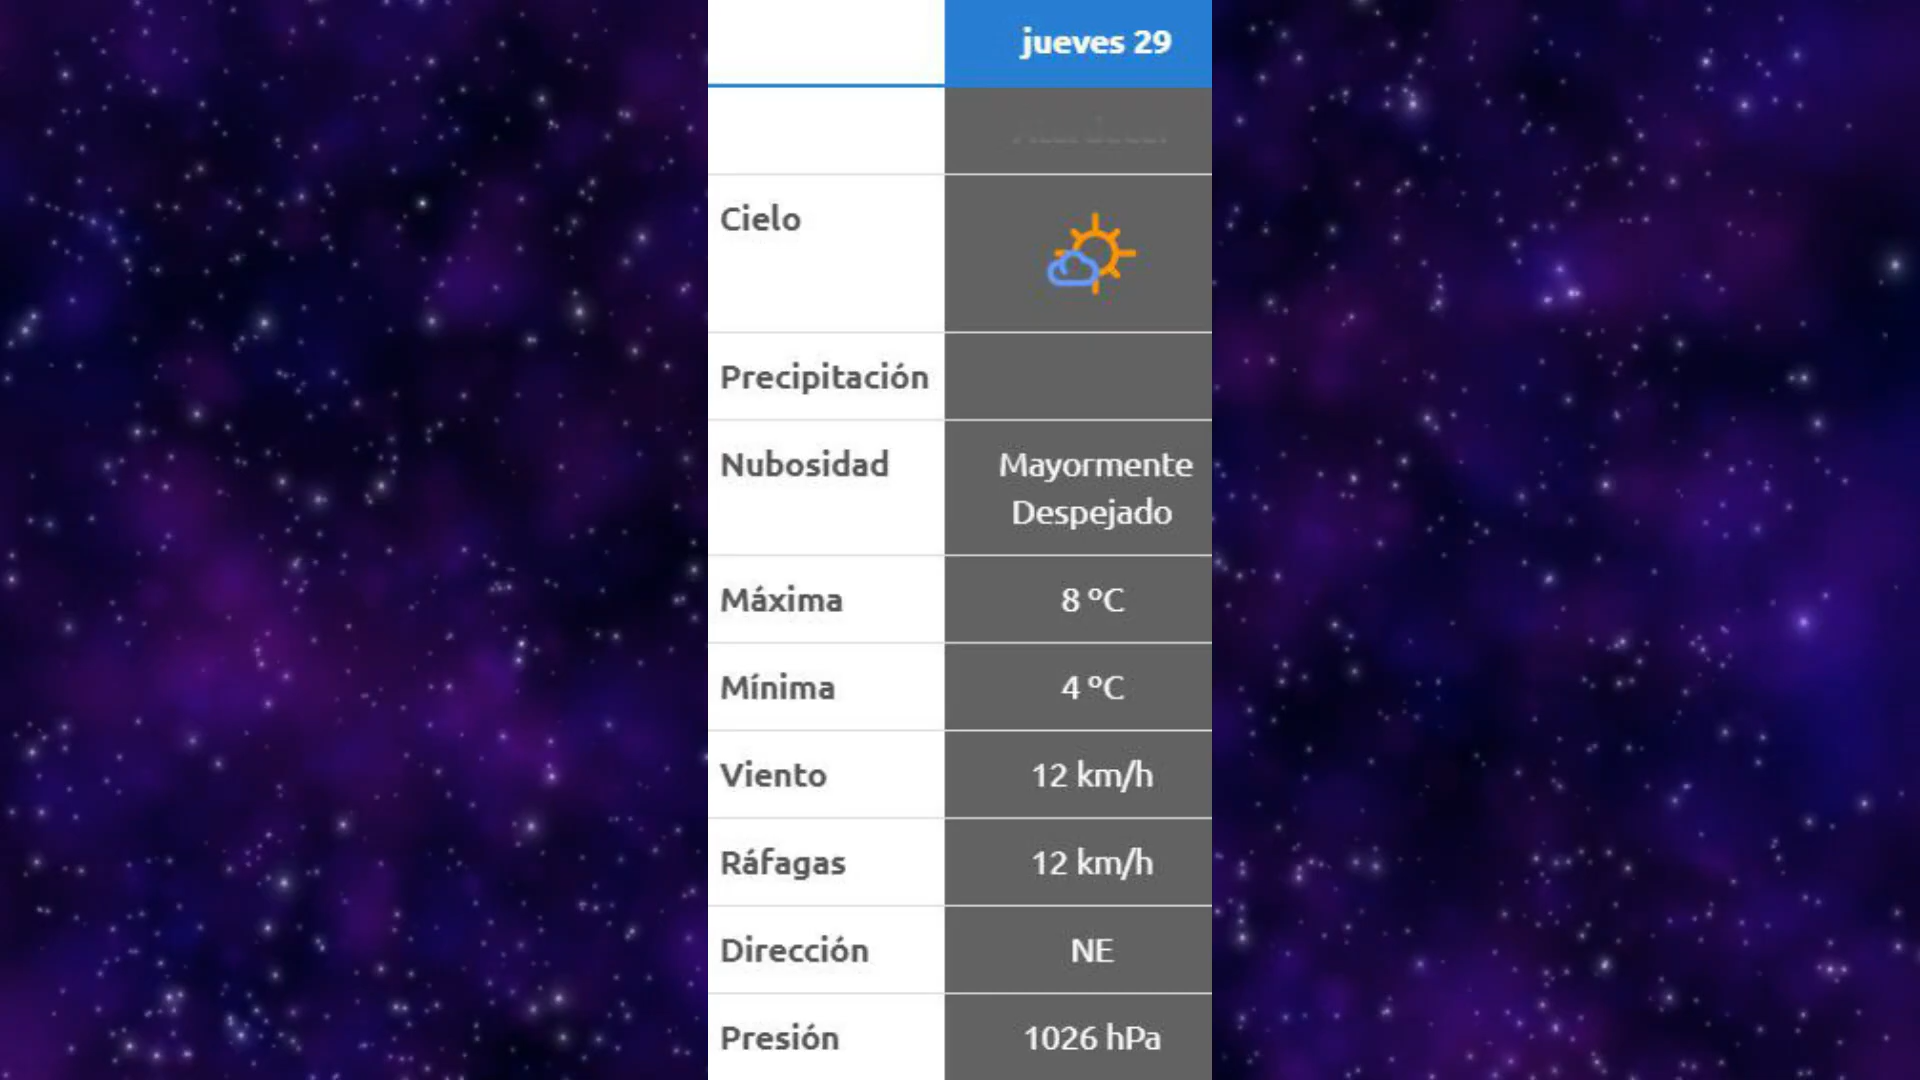 jueves 29
Cielo
Precipitación
Nubosidad
Mayormente
Despejado
Máxima
8 ºC
Mínima
4 ºC
Viento
12 km/h
Ráfagas
12 km/h
Dirección
NE
Presión
1026 hPa